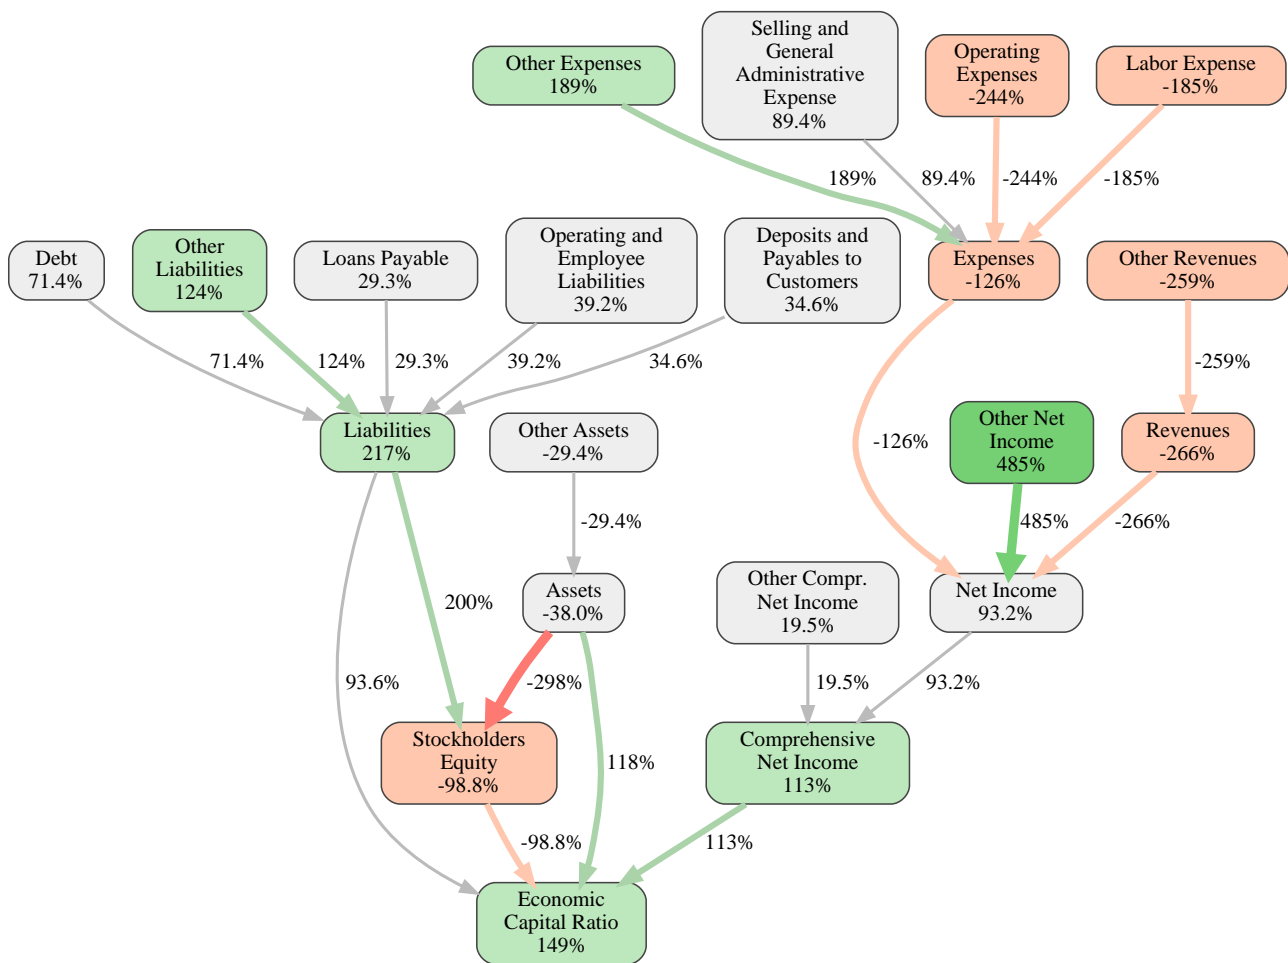 Other Expenses
189%
Selling and
General
Administrative
Expense
89.4%
Operating
Expenses
-244%
Labor Expense
-185%
189%
89.4%
-244%
-185%
Debt
71.4%
Other
Liabilities
124%
Loans Payable
29.3%
Operating and
Employee
Liabilities
39.2%
Deposits and
Payables to
Customers
34.6%
Expenses
-126%
Other Revenues
-259%
71.4%
124%
29.3%
39.2%
34.6%
-259%
Liabilities
217%
Other Assets
-29.4%
-126%
Other Net
Income
485%
Revenues
-266%
-29.4%
485%
-266%
200%
Assets
-38.0%
Other Compr.
Net Income
19.5%
Net Income
93.2%
93.6%
-298%
19.5%
93.2%
Stockholders
Equity
-98.8%
118%
Comprehensive
Net Income
113%
-98.8%
113%
Economic
Capital Ratio
149%